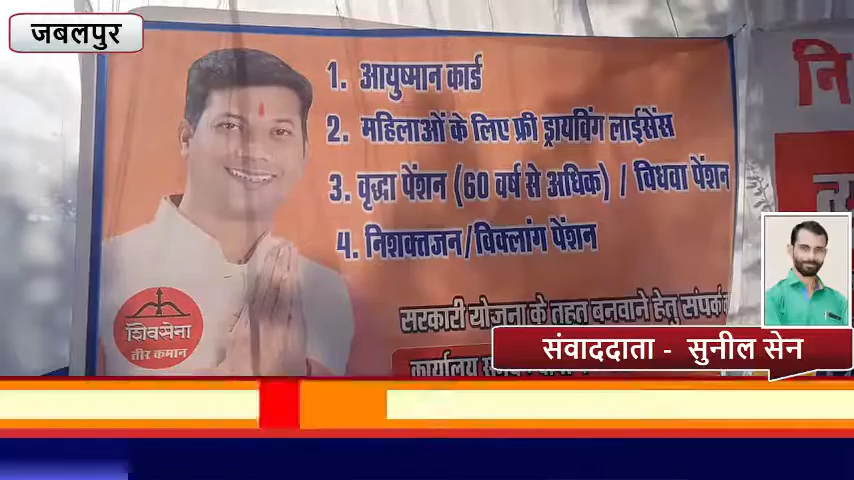 जबलपुर
1. आयुष्मान कार्ड
2. महिलाओं के लिए फ्री ड्रायविंग लाईसेंस
3. वृद्धा पेंशन (60 वर्ष से अधिक) / विधवा पेंशन
4. निशक्तजन/विक्लांग पेंशन
सरकारी योजना के तहत बनवाने हेतु संपर्क
कार्यालय
शिवसेना
तीर कमान
नि
संवाददाता - सुनील सेन